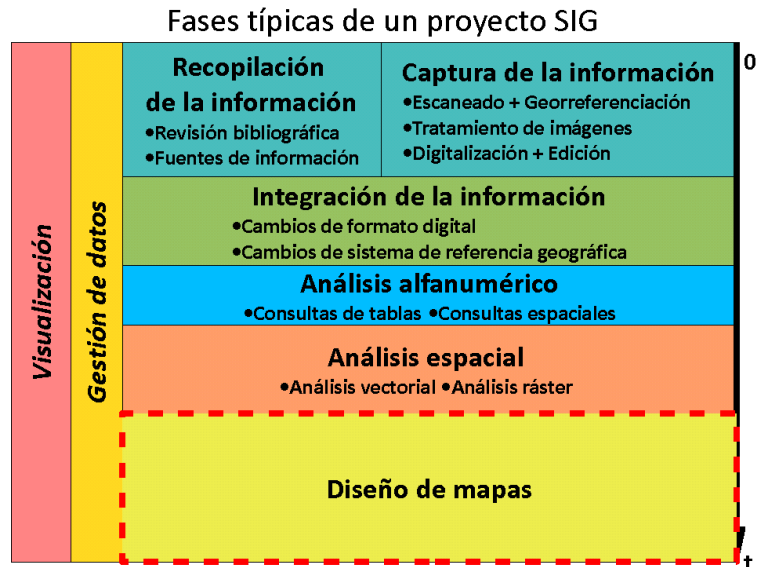 Fases típicas de un proyecto SIG
Visualización
Gestión de datos
Recopilación
de la información
•Revisión bibliográfica
•Fuentes de información
Captura de la información
•Escaneado + Georreferenciación
•Tratamiento de imágenes
•Digitalización + Edición
0
Integración de la información
•Cambios de formato digital
•Cambios de sistema de referencia geográfica
Análisis alfanumérico
•Consultas de tablas •Consultas espaciales
Análisis espacial
•Análisis vectorial •Análisis ráster
Diseño de mapas
t